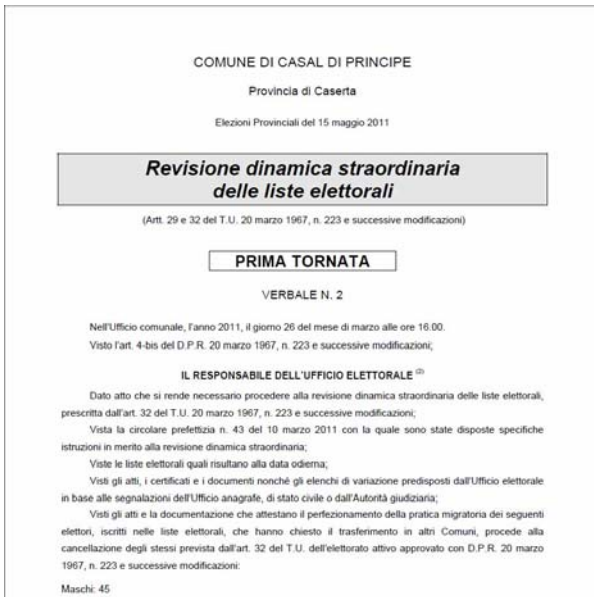 COMUNE DI CASAL DI PRINCIPE
Provincia di Caserta
Elezioni Provinciali del 15 maggio 2011
Revisione dinamica straordinaria
delle liste elettorali
(Artt. 29 e 32 del T.U. 20 marzo 1967, n. 223 e successive modificazioni)
PRIMA TORNATA
VERBALE N. 2
Nell'Ufficio comunale, l'anno 2011, il giorno 26 del mese di marzo alle ore 16:00.
Visto l'art. 4-bis del D.P.R. 20 marzo 1967, n. 223 e successive modificazioni;
IL RESPONSABILE DELL'UFFICIO ELETTORALE (2)
Dato atto che si rende necessario procedere alla revisione dinamica straordinaria delle liste elettorali,
prescritta dall'art. 32 del T.U. 20 marzo 1967, n. 223 e successive modificazioni;
Vista la circolare prefettizia n. 43 del 10 marzo 2011 con la quale sono state disposte specifiche
istruzioni in merito alla revisione dinamica straordinaria;
Viste le liste elettorali quali risultano alla data odierna;
Visti gli atti, i certificati e i documenti nonché gli elenchi di variazione predisposti dall'Ufficio elettorale
in base alle segnalazioni dell'Ufficio anagrafe, di stato civile o dall'Autorità giudiziaria;
Visti gli atti e la documentazione che attestano il perfezionamento della pratica migratoria dei seguenti
elettori, iscritti nelle liste elettorali, che hanno chiesto il trasferimento in altri Comuni, procede alla
cancellazione degli stessi prevista dall'art. 32 del T.U. dell'elettorato attivo approvato con D.P.R. 20 marzo
1967, n. 223 e successive modificazioni:
Maschi: 45